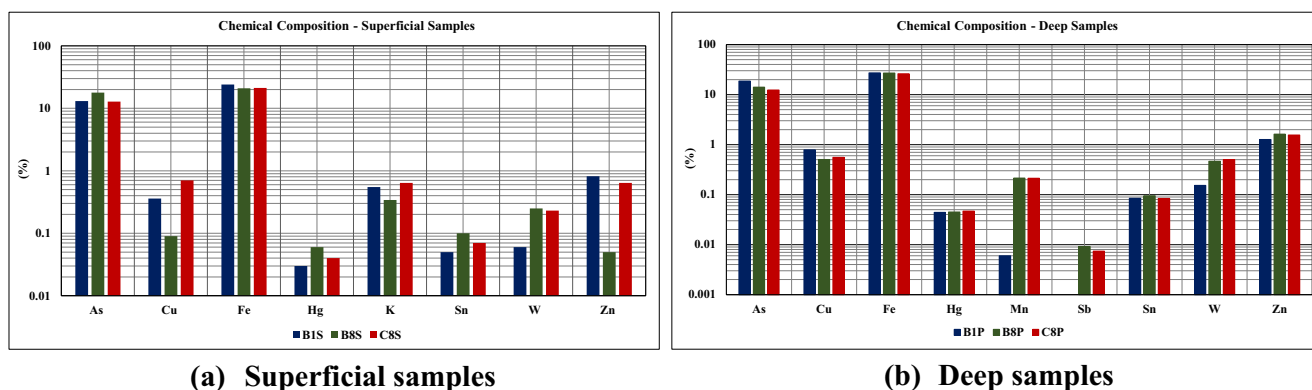 Chemical Composition - Superficial Samples
100
10
1
0.1
0.01
(%)
As Cu Fe Hg K Sn W Zn
B1S B8S C8S
(a) Superficial samples
Chemical Composition - Deep Samples
100
10
1
0.1
0.01
0.001
(%)
As Cu Fe Hg Mn Sb Sn W Zn
B1P B8P C8P
(b) Deep samples